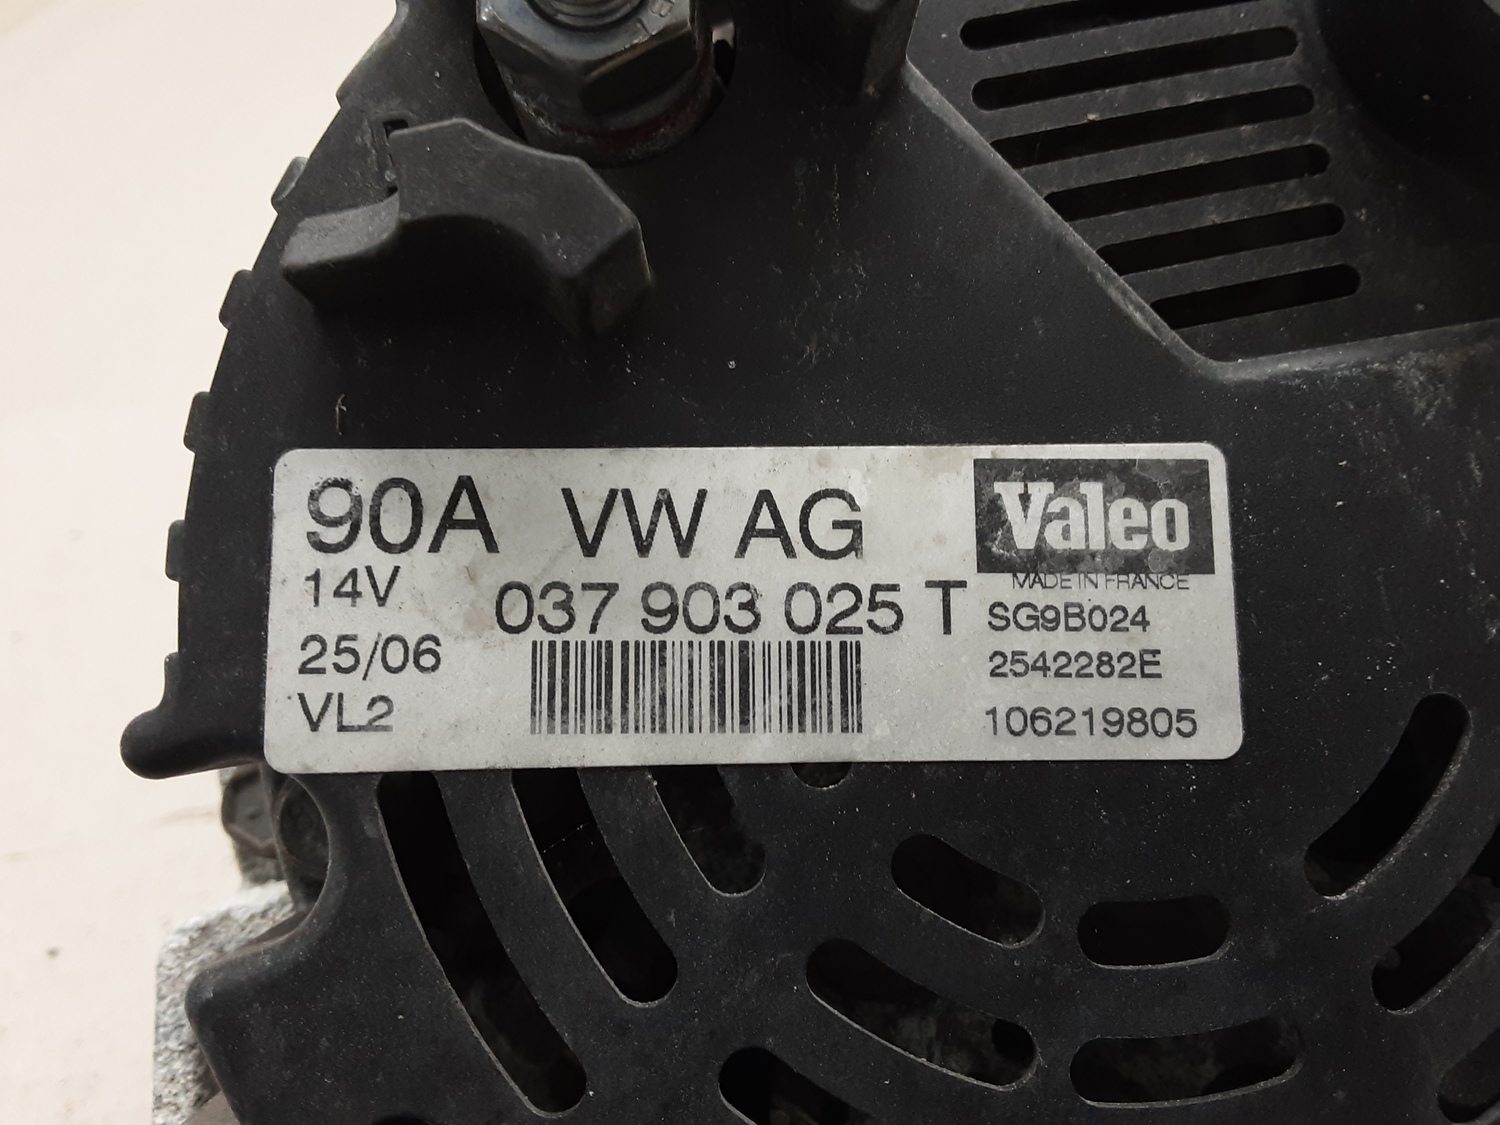 90A VW AG
Valeo
MADE IN FRANCE
14V
037 903 025 T
SG9B024
25/06
2542282E
VL2
106219805